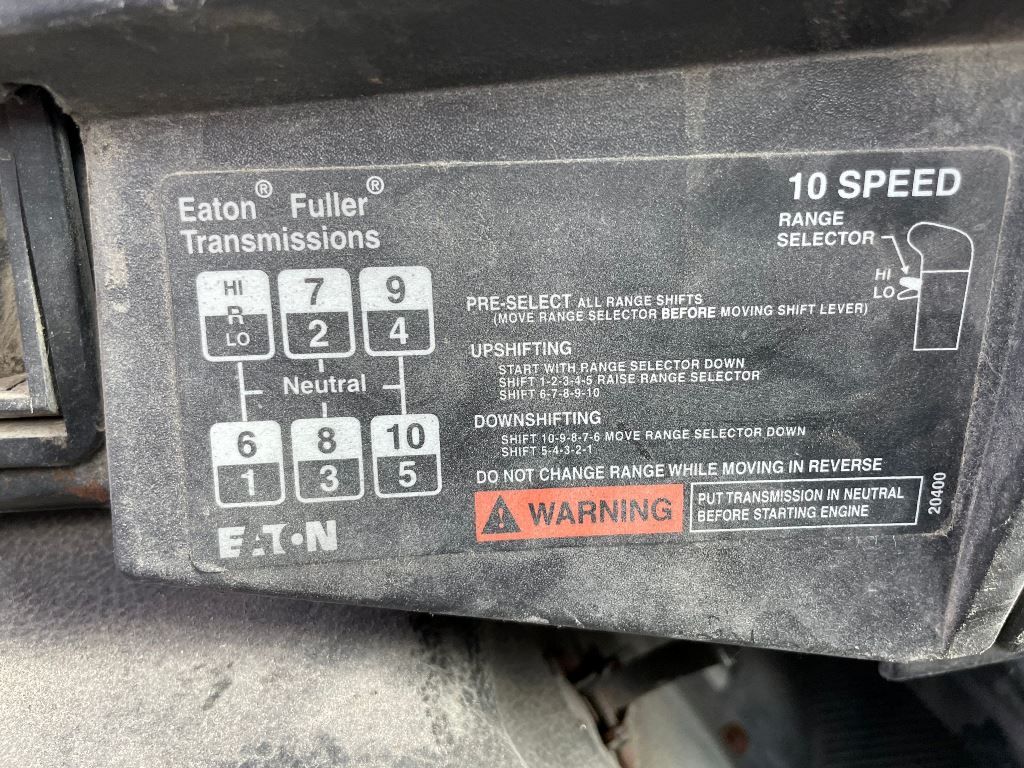 Eaton® Fuller®
Transmissions
10 SPEED
RANGE
SELECTOR
HI
LO
HI
R
LO
7
2
9
4
Neutral
6
1
8
3
10
5
PRE-SELECT ALL RANGE SHIFTS
(MOVE RANGE SELECTOR BEFORE MOVING SHIFT LEVER)
UPSHIFTING
START WITH RANGE SELECTOR DOWN
SHIFT 1-2-3-4-5 RAISE RANGE SELECTOR
SHIFT 6-7-8-9-10
DOWNSHIFTING
SHIFT 10-9-8-7-6 MOVE RANGE SELECTOR DOWN
SHIFT 5-4-3-2-1
DO NOT CHANGE RANGE WHILE MOVING IN REVERSE
WARNING
PUT TRANSMISSION IN NEUTRAL
BEFORE STARTING ENGINE
20400
EATON